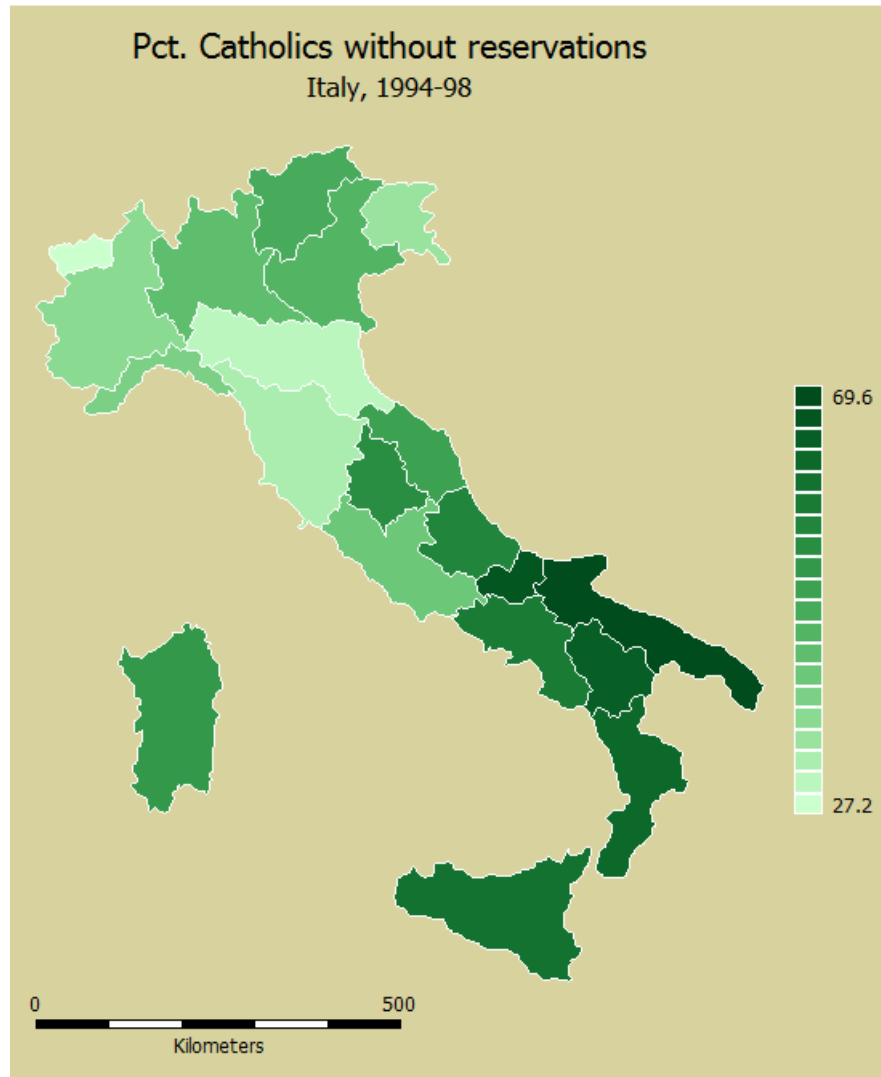 Pct. Catholics without reservations
Italy, 1994-98
69.6
27.2
0 500
Kilometers